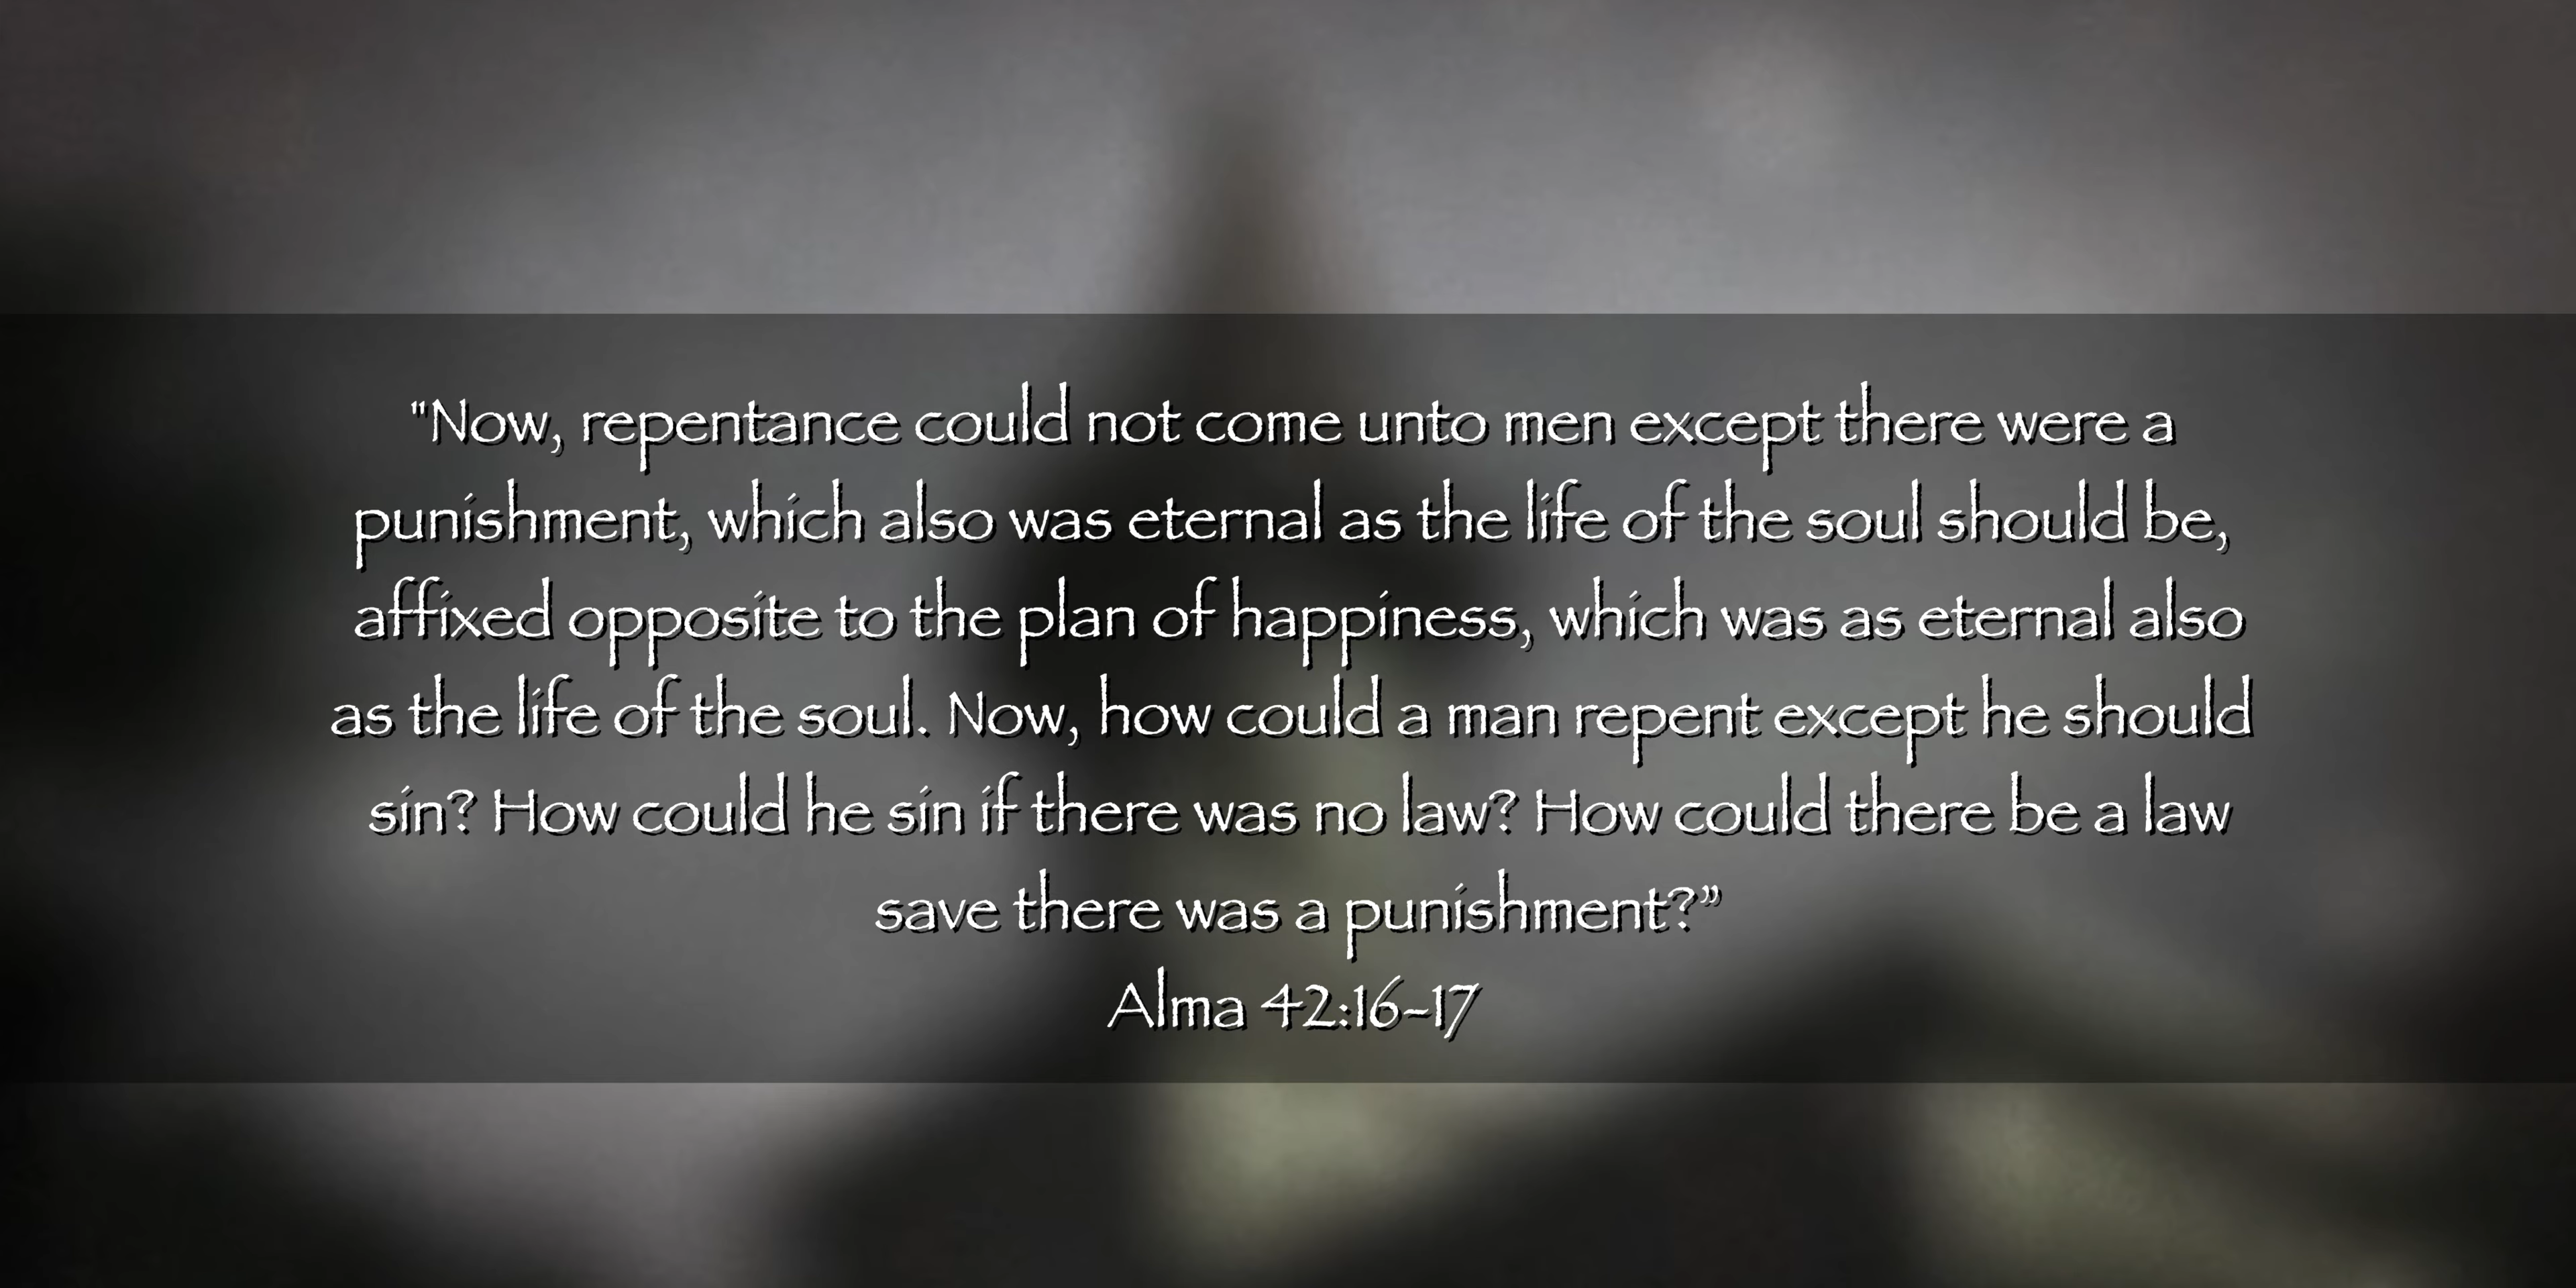 "Now, repentance could not come unto men except there were a
punishment, which also was eternal as the life of the soul should be,
affixed opposite to the plan of happiness, which was as eternal also
as the life of the soul. Now, how could a man repent except he should
sin? How could he sin if there was no law? How could there be a law
save there was a punishment?”
Alma 42:16-17